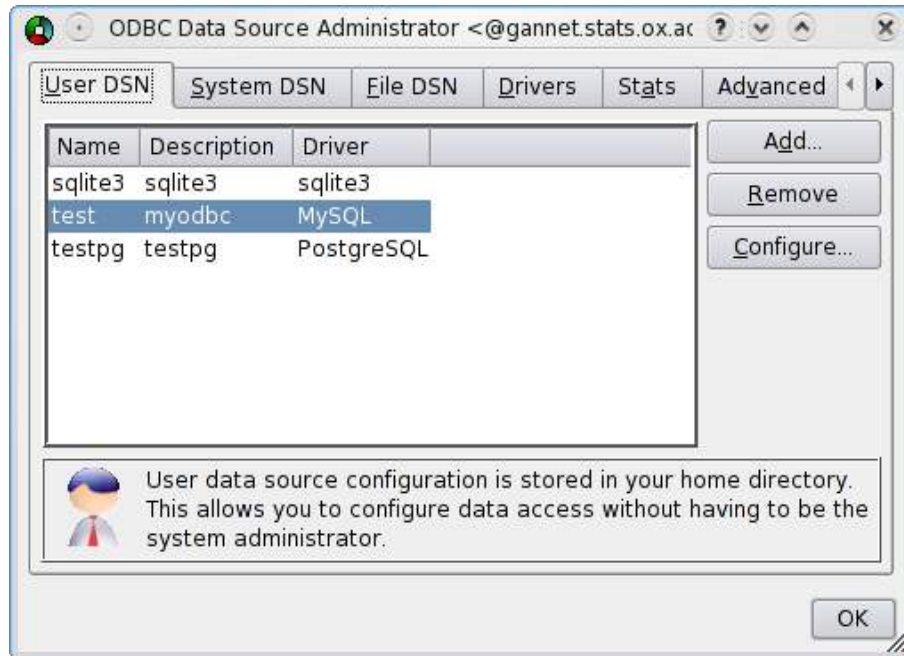 ODBC Data Source Administrator <@gannet.stats.ox.ac
User DSN System DSN File DSN Drivers Stats Advanced
Name Description Driver
sqlite3 sqlite3 sqlite3
test myodbc MySQL
testpg testpg PostgreSQL
Add...
Remove
Configure...
User data source configuration is stored in your home directory.
This allows you to configure data access without having to be the
system administrator.
OK